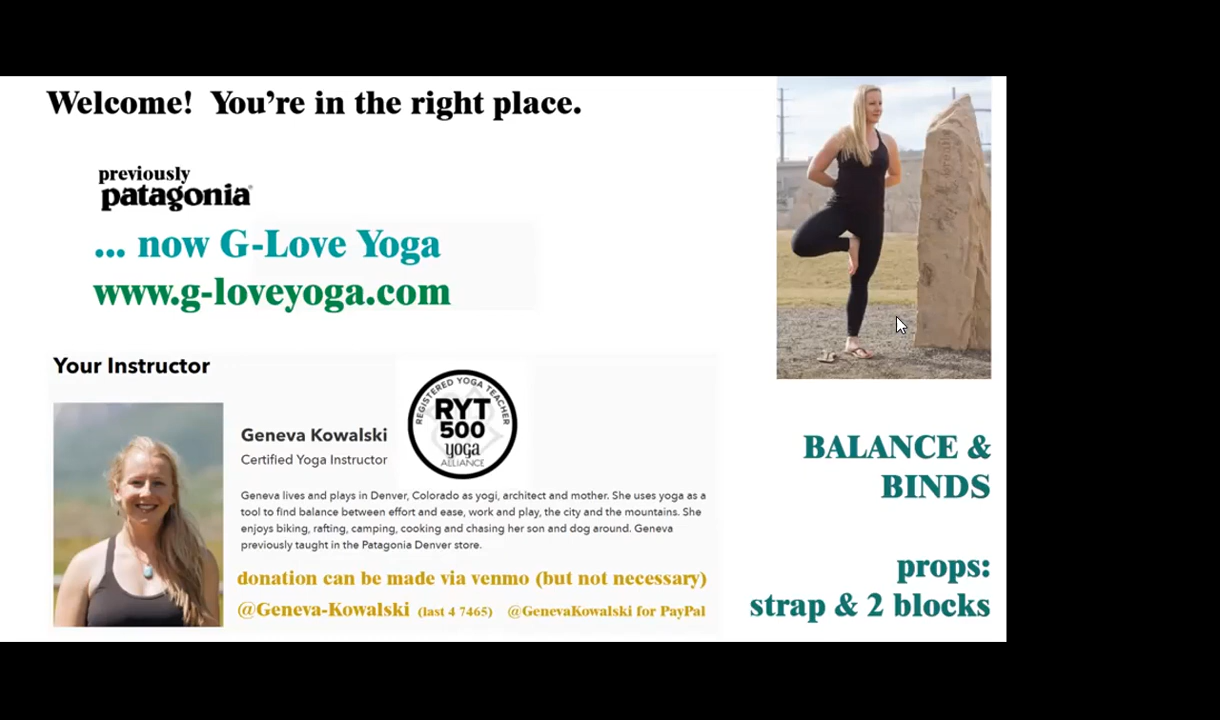 Welcome! You're in the right place.
previously
patagonia®
... now G-Love Yoga
www.g-loveyoga.com
Your Instructor
Geneva Kowalski
Certified Yoga Instructor
REGISTERED YOGA TEACHER
RYT
500
yoga
ALLIANCE
Geneva lives and plays in Denver, Colorado as yogi, architect and mother. She uses yoga as a
tool to find balance between effort and ease, work and play, the city and the mountains. She
enjoys biking, rafting, camping, cooking and chasing her son and dog around. Geneva
previously taught in the Patagonia Denver store.
donation can be made via venmo (but not necessary)
@Geneva-Kowalski (last 4 7465) @GenevaKowalski for PayPal
BALANCE &
BINDS
props:
strap & 2 blocks